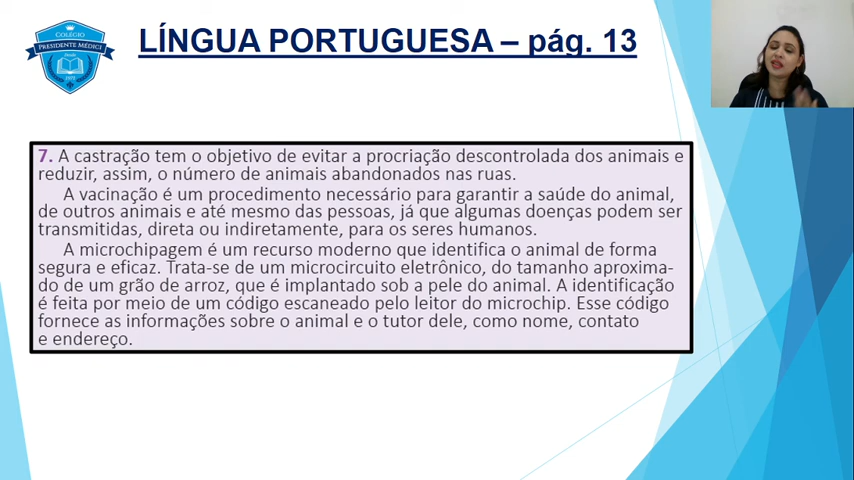 COLÉGIO
PRESIDENTE MÉDICI
LÍNGUA PORTUGUESA – pág. 13
7. A castração tem o objetivo de evitar a procriação descontrolada dos animais e
reduzir, assim, o número de animais abandonados nas ruas.
A vacinação é um procedimento necessário para garantir a saúde do animal,
de outros animais e até mesmo das pessoas, já que algumas doenças podem ser
transmitidas, direta ou indiretamente, para os seres humanos.
A microchipagem é um recurso moderno que identifica o animal de forma
segura e eficaz. Trata-se de um microcircuito eletrônico, do tamanho aproxima-
do de um grão de arroz, que é implantado sob a pele do animal. A identificação
é feita por meio de um código escaneado pelo leitor do microchip. Esse código
fornece as informações sobre o animal e o tutor dele, como nome, contato
e endereço.